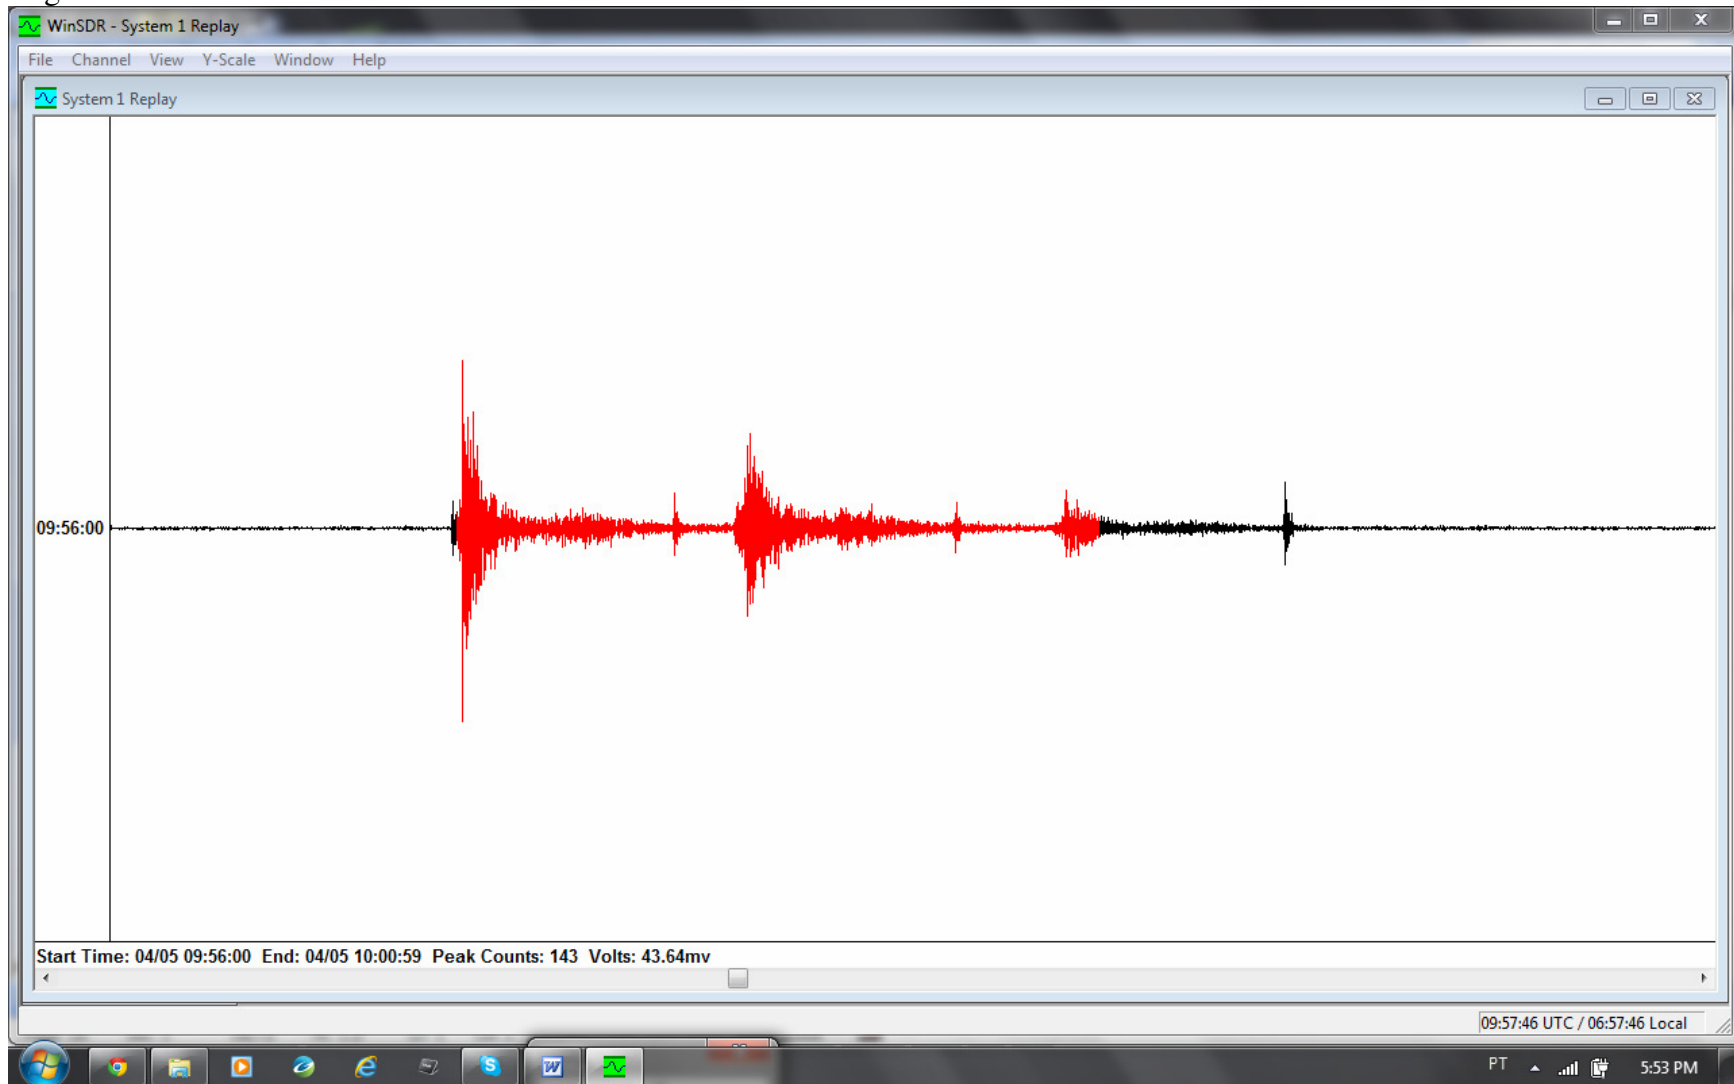 WinSDR - System 1 Replay
File Channel View Y-Scale Window Help
System 1 Replay
09:56:00
Start Time: 04/05 09:56:00 End: 04/05 10:00:59 Peak Counts: 143 Volts: 43.64mv
09:57:46 UTC / 06:57:46 Local
PT 5:53 PM